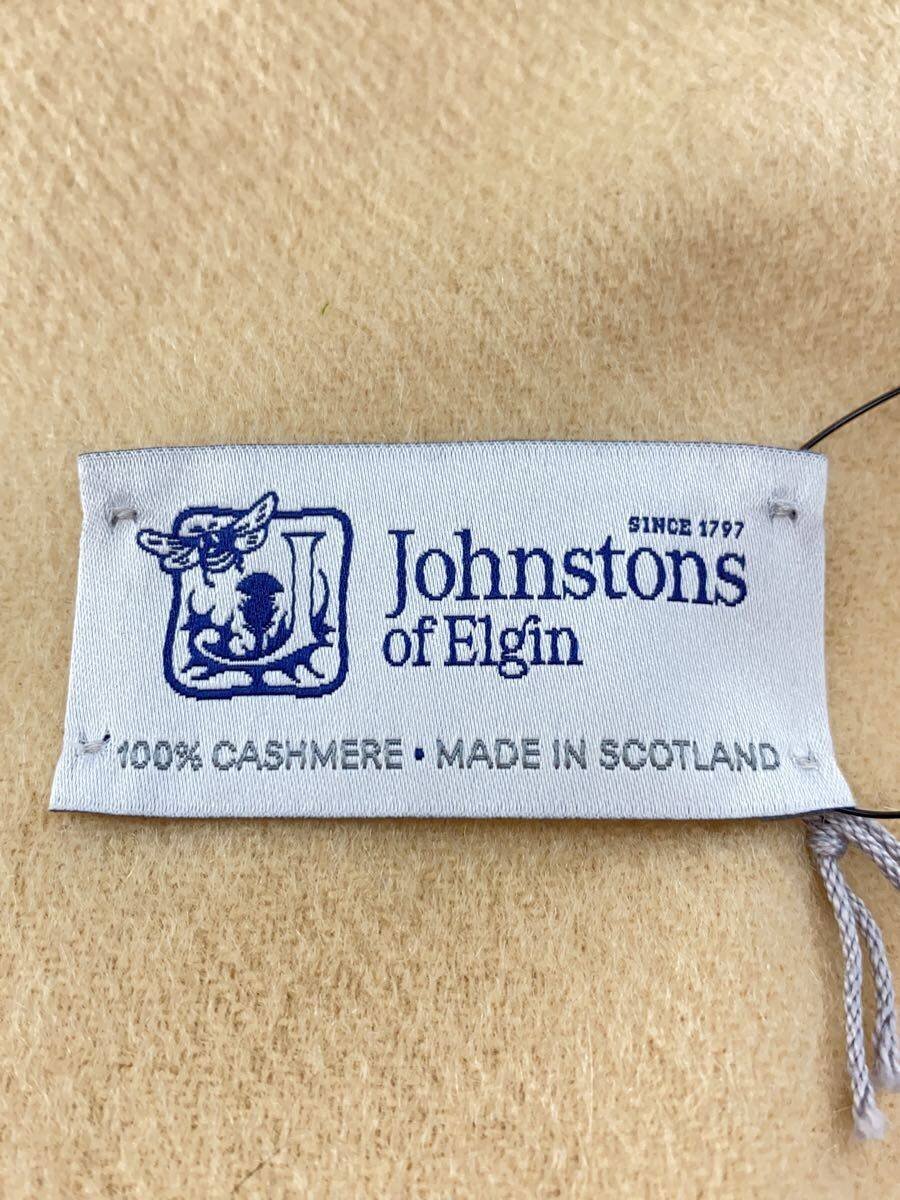 SINCE 1797
Johnstons
of Elgin
100% CASHMERE • MADE IN SCOTLAND